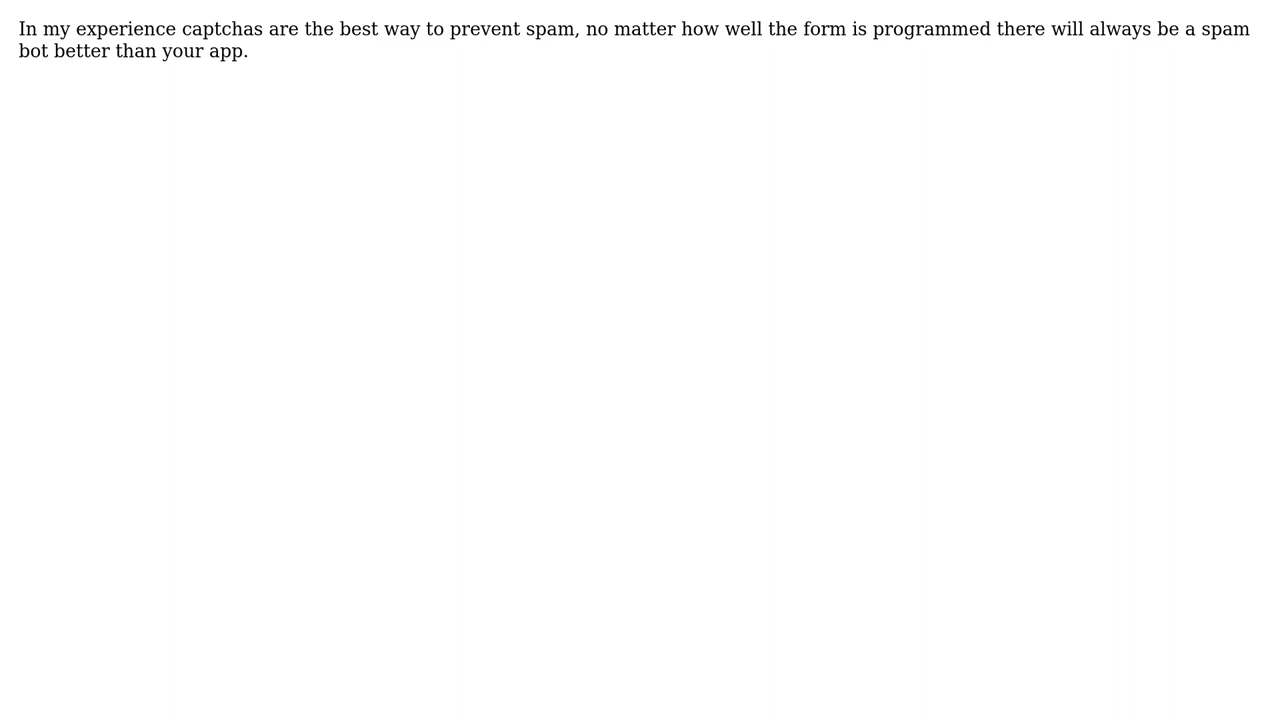 In my experience captchas are the best way to prevent spam, no matter how well the form is programmed there will always be a spam
bot better than your app.